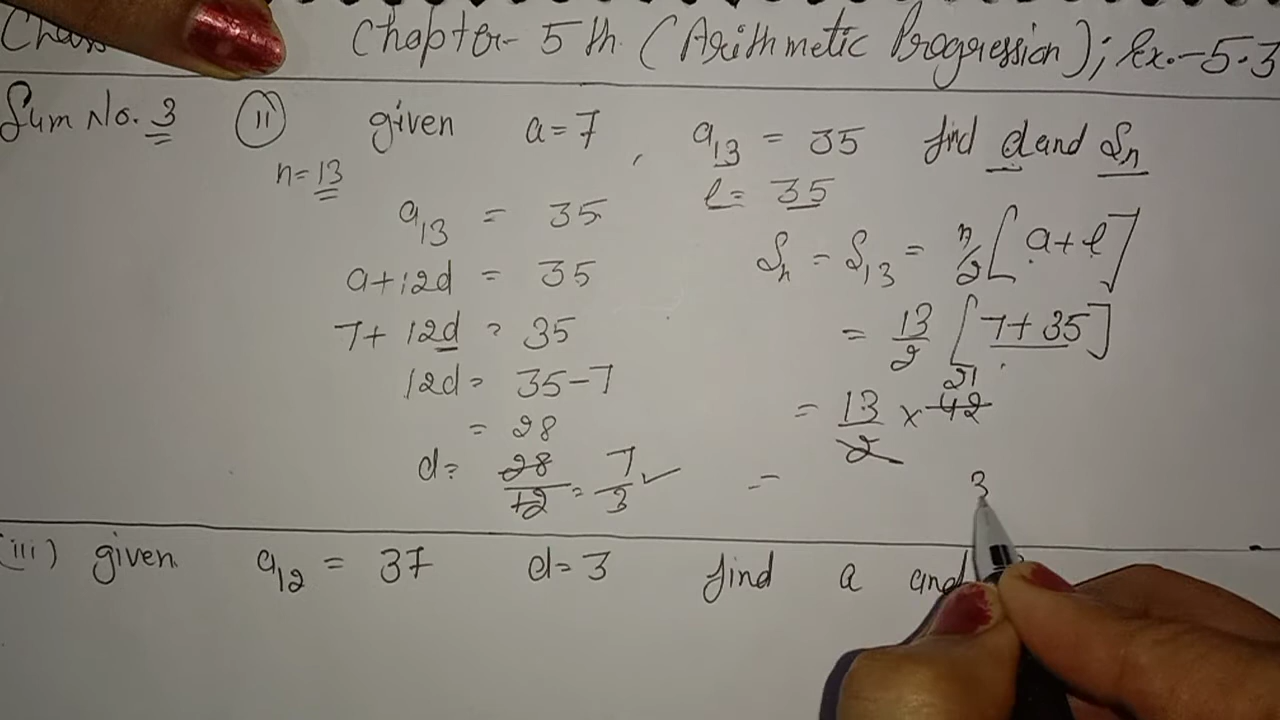 Chapter- 5th (Arithmetic Progression); Ex.-5.3
Sum No. 3 (ii) given a=7, a13 = 35 find d and Sn
n=13
l= 35
a13 = 35
a+12d = 35
7+ 12d = 35
12d= 35-7
= 28
d= 28/12 = 7/3 ✓
Sn = S13 = n/2 [a+l]
= 13/2 [7+35]
21
= 13/2 × 42
= 3
(iii) given a12 = 37 d=3 find a and